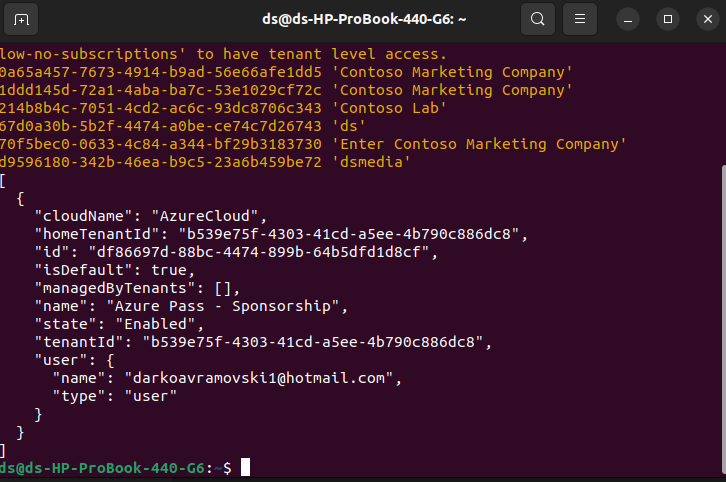 ds@ds-HP-ProBook-440-G6: ~
low-no-subscriptions' to have tenant level access.
0a65a457-7673-4914-b9ad-56e66afe1dd5 'Contoso Marketing Company'
1ddd145d-72a1-4aba-ba7c-53e1029cf72c 'Contoso Marketing Company'
214b8b4c-7051-4cd2-ac6c-93dc8706c343 'Contoso Lab'
67d0a30b-5b2f-4474-a0be-ce74c7d26743 'ds'
70f5bec0-0633-4c84-a344-bf29b3183730 'Enter Contoso Marketing Company'
d9596180-342b-46ea-b9c5-23a6b459be72 'dsmedia'
[
  {
    "cloudName": "AzureCloud",
    "homeTenantId": "b539e75f-4303-41cd-a5ee-4b790c886dc8",
    "id": "df86697d-88bc-4474-899b-64b5dfd1d8cf",
    "isDefault": true,
    "managedByTenants": [],
    "name": "Azure Pass - Sponsorship",
    "state": "Enabled",
    "tenantId": "b539e75f-4303-41cd-a5ee-4b790c886dc8",
    "user": {
      "name": "darkoavramovski1@hotmail.com",
      "type": "user"
    }
  }
]
ds@ds-HP-ProBook-440-G6:~$